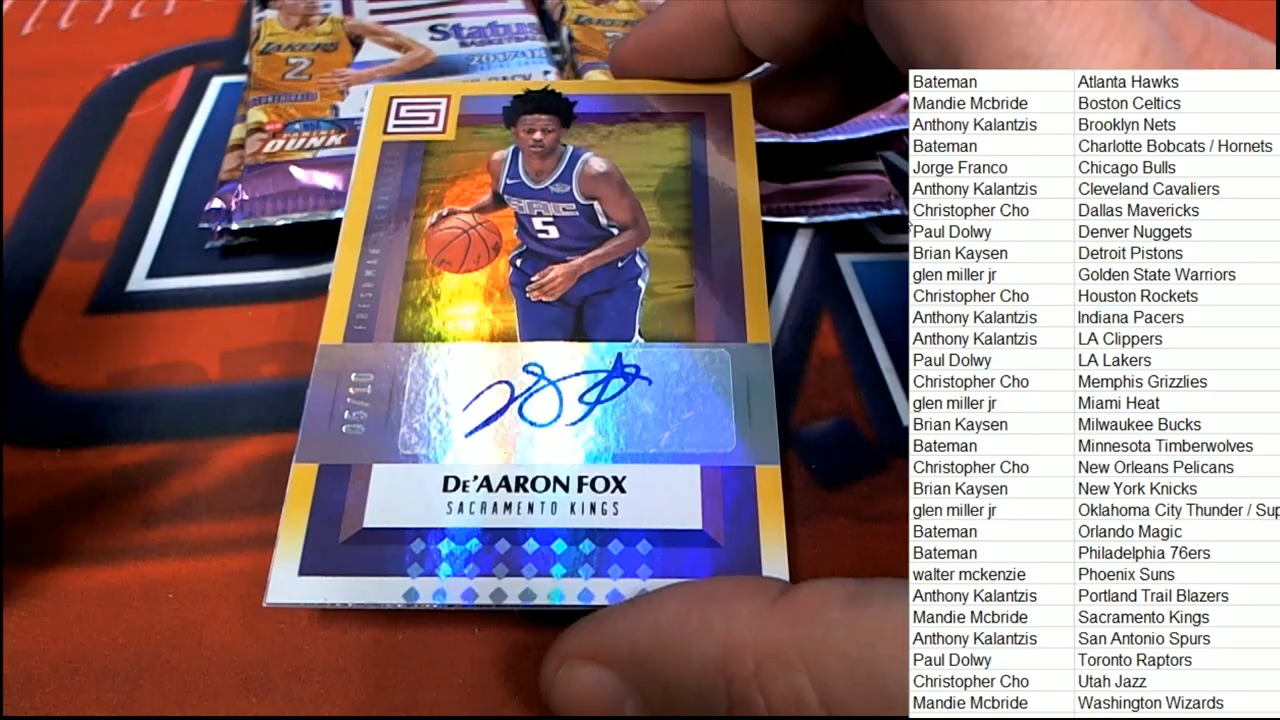 LAKERS
2
Status
BASKETBALL
2017-18
DUNK
S
SAC
5
05/10
DE'AARON FOX
SACRAMENTO KINGS
Bateman Atlanta Hawks
Mandie Mcbride Boston Celtics
Anthony Kalantzis Brooklyn Nets
Bateman Charlotte Bobcats / Hornets
Jorge Franco Chicago Bulls
Anthony Kalantzis Cleveland Cavaliers
Christopher Cho Dallas Mavericks
Paul Dolwy Denver Nuggets
Brian Kaysen Detroit Pistons
glen miller jr Golden State Warriors
Christopher Cho Houston Rockets
Anthony Kalantzis Indiana Pacers
Anthony Kalantzis LA Clippers
Paul Dolwy LA Lakers
Christopher Cho Memphis Grizzlies
glen miller jr Miami Heat
Brian Kaysen Milwaukee Bucks
Bateman Minnesota Timberwolves
Christopher Cho New Orleans Pelicans
Brian Kaysen New York Knicks
glen miller jr Oklahoma City Thunder / Sup
Bateman Orlando Magic
Bateman Philadelphia 76ers
walter mckenzie Phoenix Suns
Anthony Kalantzis Portland Trail Blazers
Mandie Mcbride Sacramento Kings
Anthony Kalantzis San Antonio Spurs
Paul Dolwy Toronto Raptors
Christopher Cho Utah Jazz
Mandie Mcbride Washington Wizards